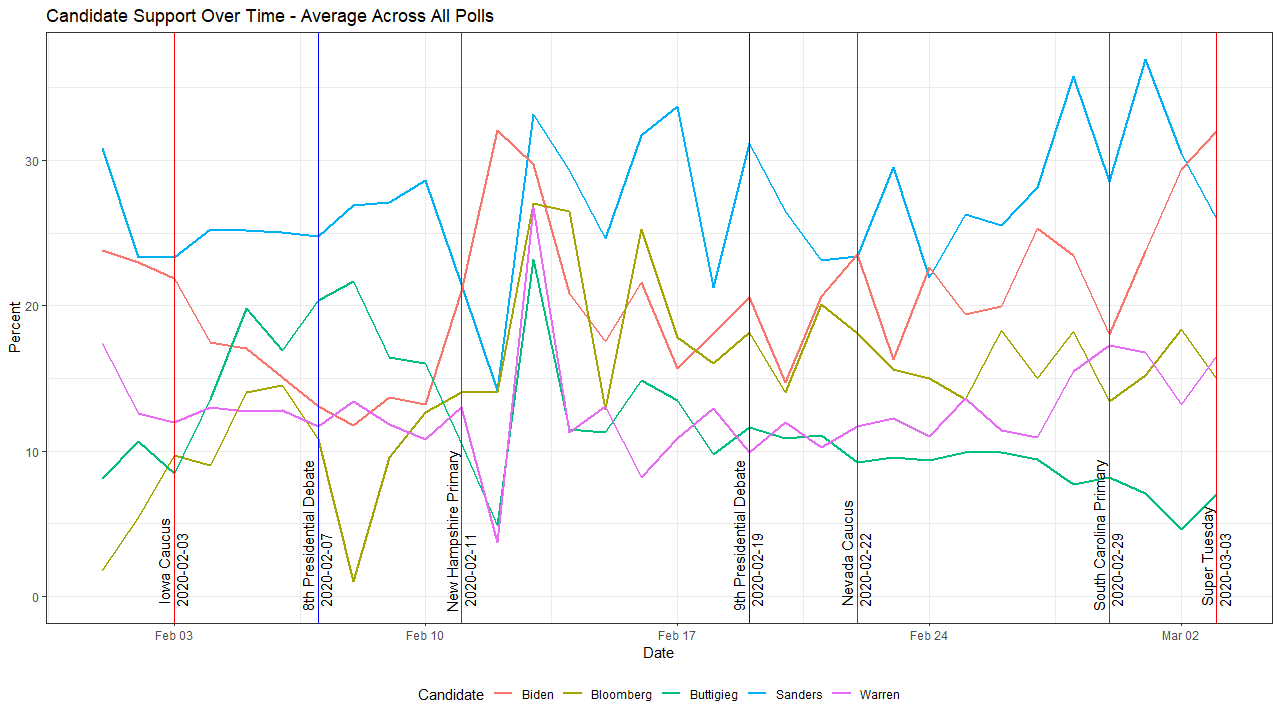 Candidate Support Over Time - Average Across All Polls
Percent
30
20
10
0
Iowa Caucus
2020-02-03
8th Presidential Debate
2020-02-07
New Hampshire Primary
2020-02-11
9th Presidential Debate
2020-02-19
Nevada Caucus
2020-02-22
South Carolina Primary
2020-02-29
Super Tuesday
2020-03-03
Feb 03
Feb 10
Feb 17
Feb 24
Mar 02
Date
Candidate Biden Bloomberg Buttigieg Sanders Warren